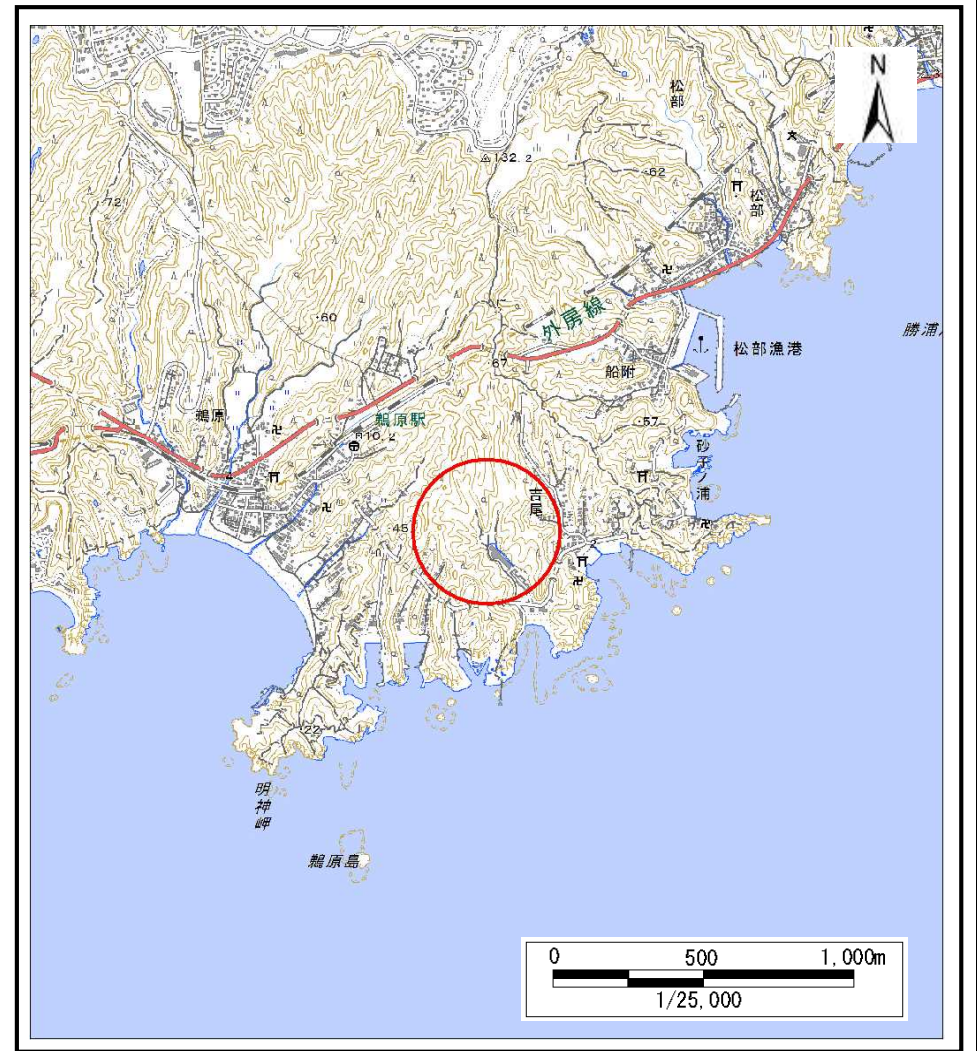 N
松部
132.2
62
72
松部
外房線
勝浦
60
松部漁港
67
船附
鵜原
鵜原駅
10.2
57
砂子ノ浦
吉尾
45
2
22
明神岬
鵜原島
0 500 1,000m
1/25,000